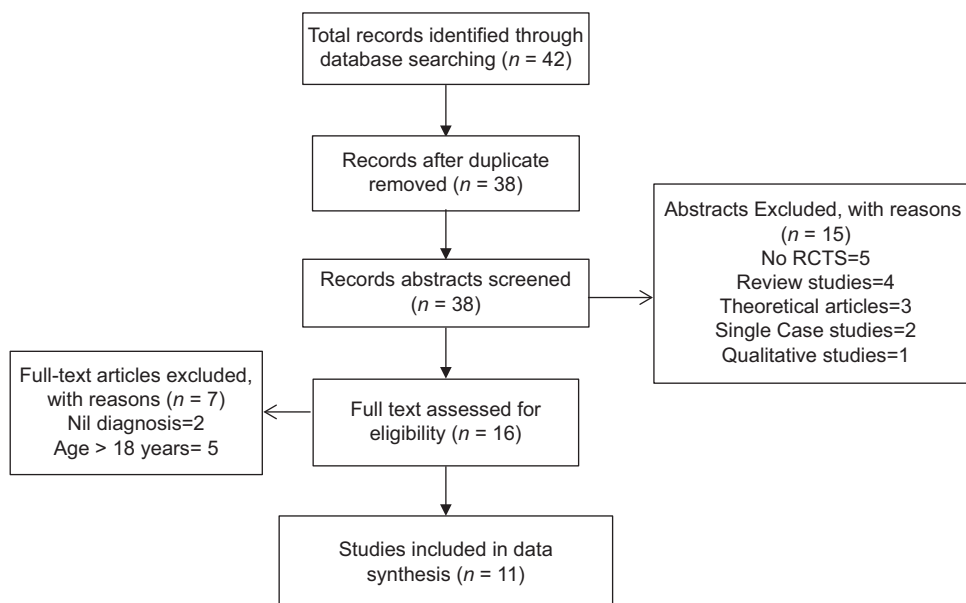 Total records identified through
database searching (n = 42)
Records after duplicate
removed (n = 38)
Records abstracts screened
(n = 38)
Abstracts Excluded, with reasons
(n = 15)
No RCTS=5
Review studies=4
Theoretical articles=3
Single Case studies=2
Qualitative studies=1
Full text assessed for
eligibility (n = 16)
Full-text articles excluded,
with reasons (n = 7)
Nil diagnosis=2
Age > 18 years= 5
Studies included in data
synthesis (n = 11)